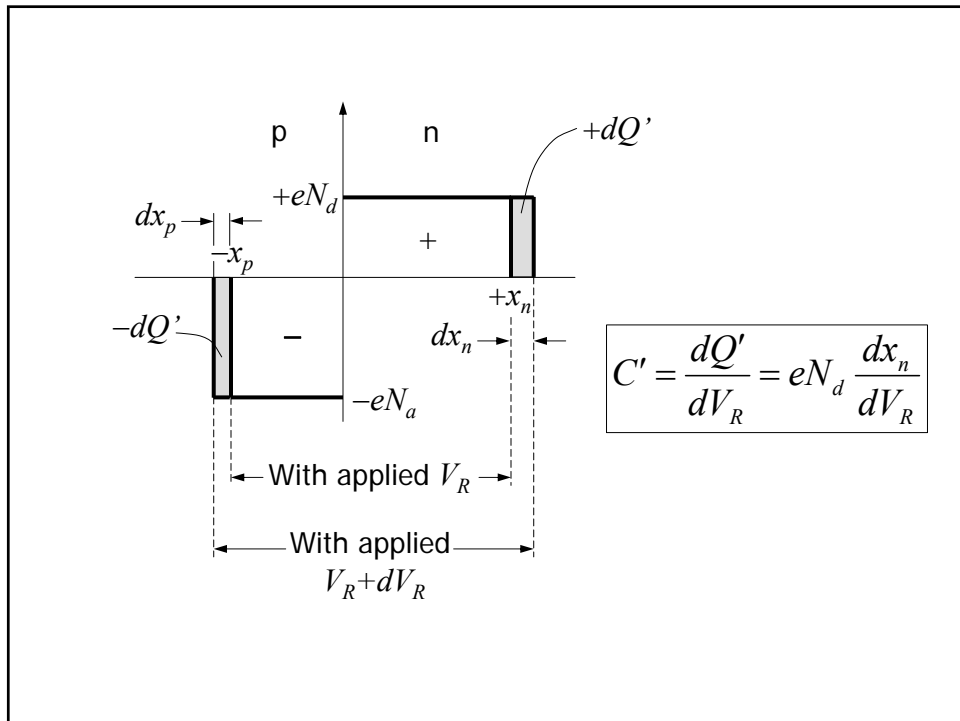 p n
+dQ’
+eN_d
dx_p
−x_p
+
+x_n
−dQ’
−
dx_n
C′ = dQ′/dV_R = eN_d dx_n/dV_R
−eN_a
With applied V_R
With applied
V_R+dV_R